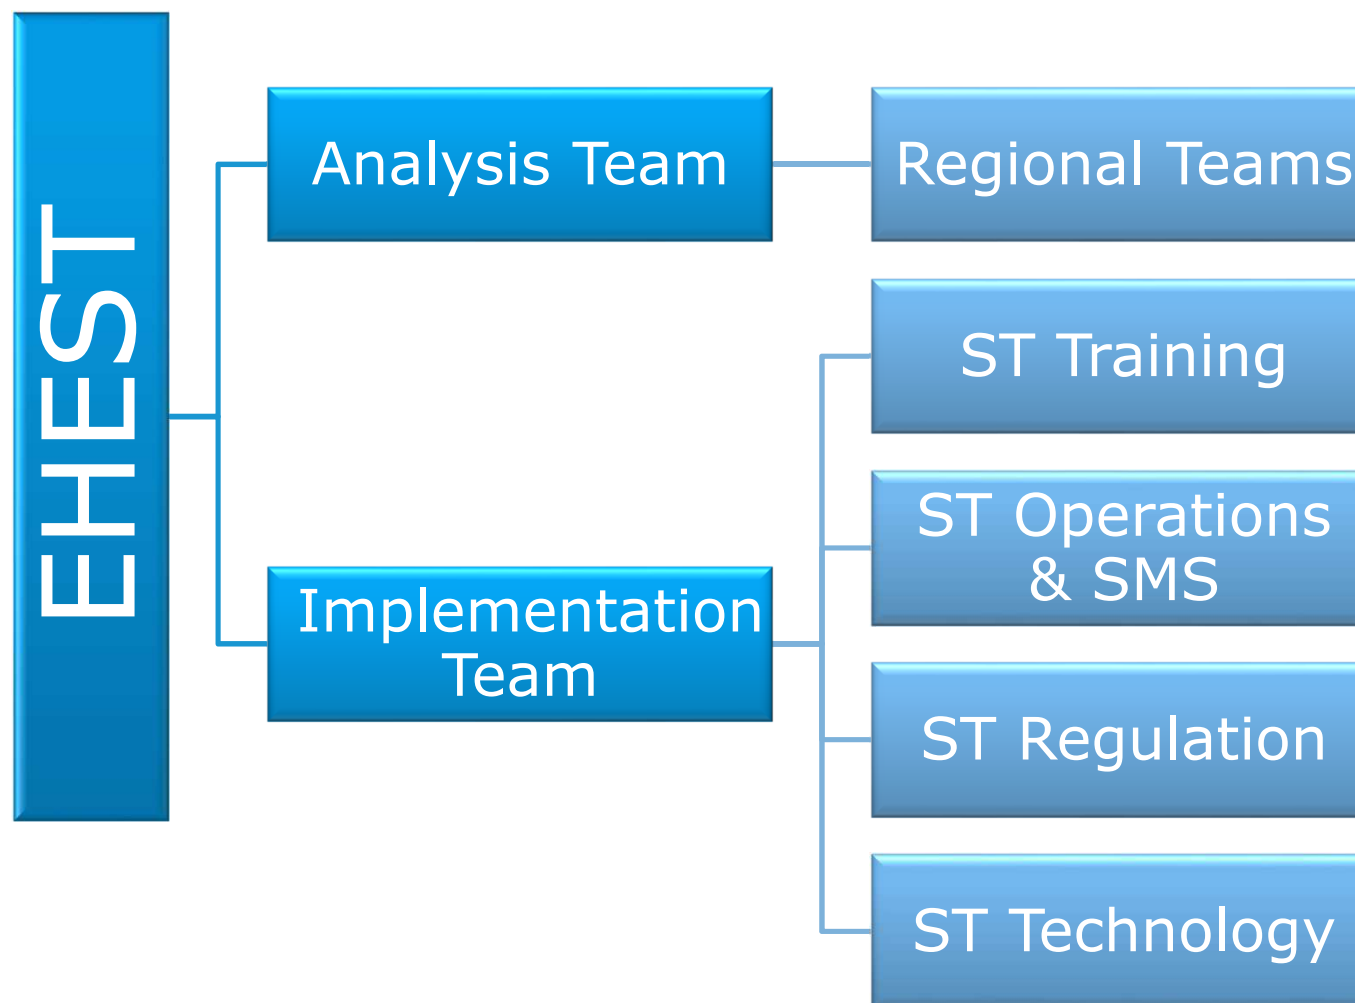 EHEST
Analysis Team
Regional Teams
Implementation
Team
ST Training
ST Operations
& SMS
ST Regulation
ST Technology